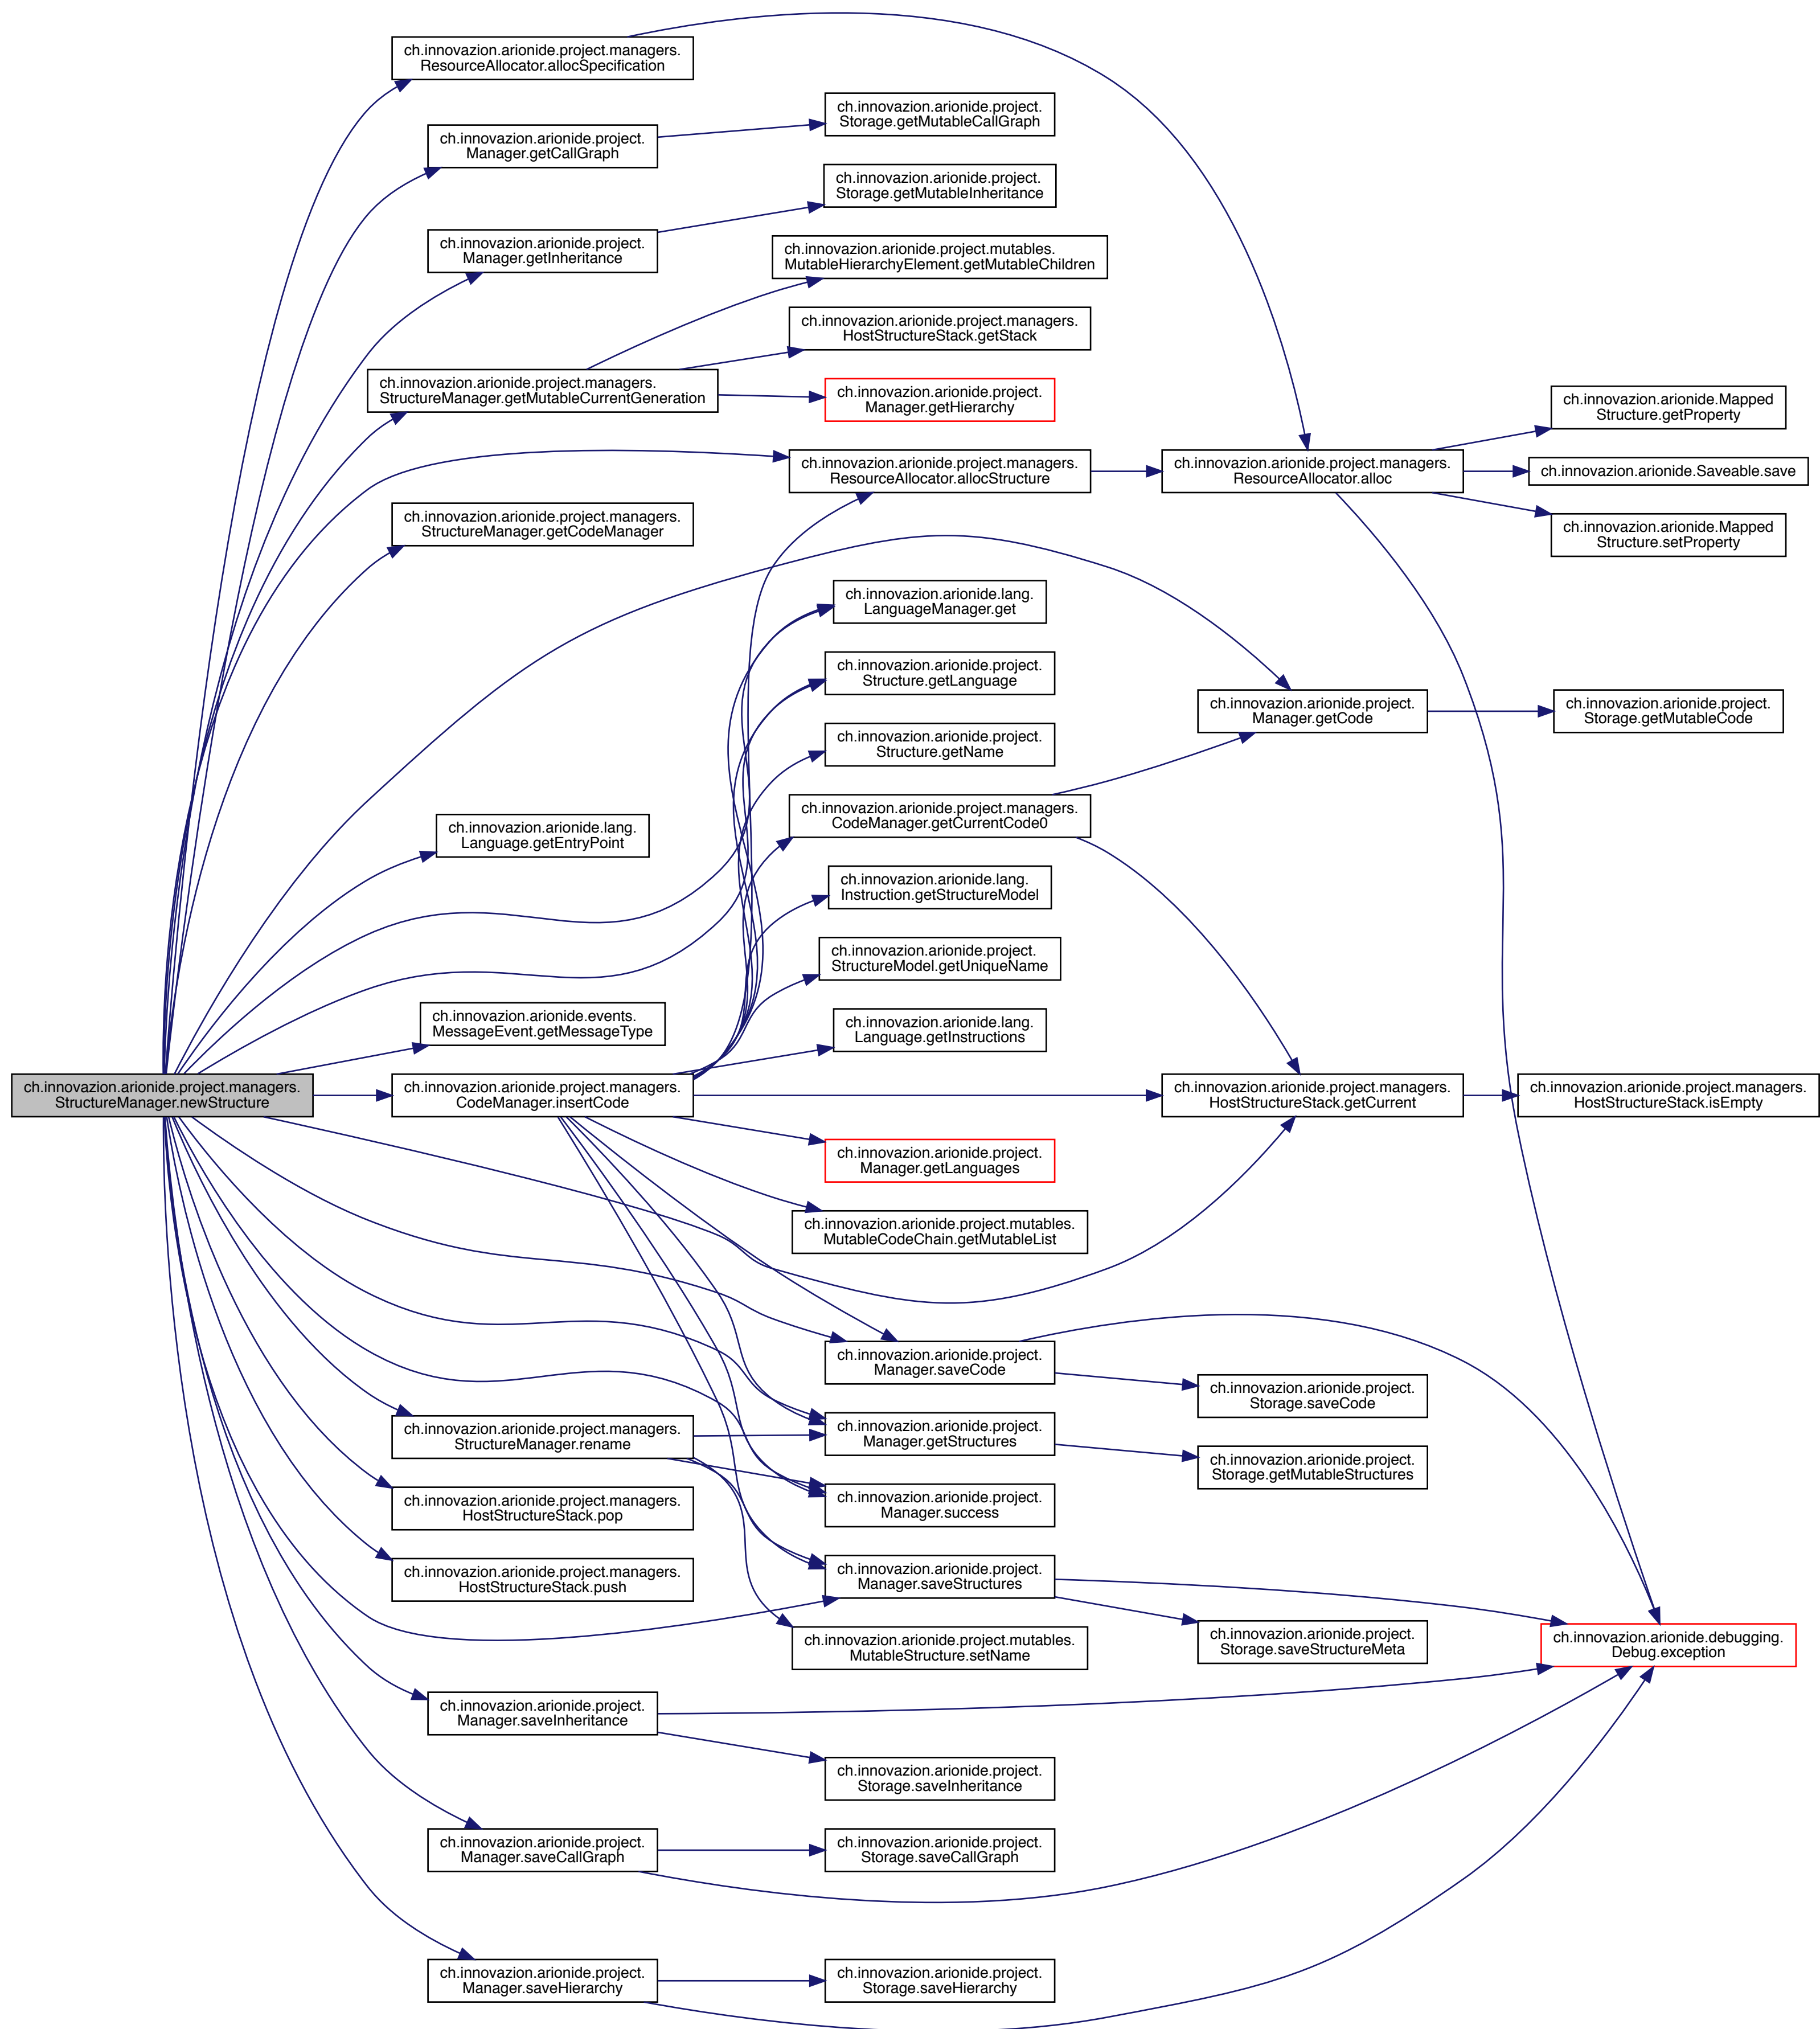 ch.innovazion.arionide.project.managers.
ResourceAllocator.allocSpecification
ch.innovazion.arionide.project.
Storage.getMutableCallGraph
ch.innovazion.arionide.project.
Manager.getCallGraph
ch.innovazion.arionide.project.
Storage.getMutableInheritance
ch.innovazion.arionide.project.
Manager.getInheritance
ch.innovazion.arionide.project.mutables.
MutableHierarchyElement.getMutableChildren
ch.innovazion.arionide.project.managers.
HostStructureStack.getStack
ch.innovazion.arionide.project.managers.
StructureManager.getMutableCurrentGeneration
ch.innovazion.arionide.project.
Manager.getHierarchy
ch.innovazion.arionide.Mapped
Structure.getProperty
ch.innovazion.arionide.project.managers.
ResourceAllocator.allocStructure
ch.innovazion.arionide.project.managers.
ResourceAllocator.alloc
ch.innovazion.arionide.Saveable.save
ch.innovazion.arionide.project.managers.
StructureManager.getCodeManager
ch.innovazion.arionide.Mapped
Structure.setProperty
ch.innovazion.arionide.lang.
LanguageManager.get
ch.innovazion.arionide.project.
Structure.getLanguage
ch.innovazion.arionide.project.
Manager.getCode
ch.innovazion.arionide.project.
Storage.getMutableCode
ch.innovazion.arionide.project.
Structure.getName
ch.innovazion.arionide.project.managers.
CodeManager.getCurrentCode0
ch.innovazion.arionide.lang.
Language.getEntryPoint
ch.innovazion.arionide.lang.
Instruction.getStructureModel
ch.innovazion.arionide.project.
StructureModel.getUniqueName
ch.innovazion.arionide.events.
MessageEvent.getMessageType
ch.innovazion.arionide.lang.
Language.getInstructions
ch.innovazion.arionide.project.managers.
StructureManager.newStructure
ch.innovazion.arionide.project.managers.
CodeManager.insertCode
ch.innovazion.arionide.project.managers.
HostStructureStack.getCurrent
ch.innovazion.arionide.project.managers.
HostStructureStack.isEmpty
ch.innovazion.arionide.project.
Manager.getLanguages
ch.innovazion.arionide.project.mutables.
MutableCodeChain.getMutableList
ch.innovazion.arionide.project.
Manager.saveCode
ch.innovazion.arionide.project.
Storage.saveCode
ch.innovazion.arionide.project.managers.
StructureManager.rename
ch.innovazion.arionide.project.
Manager.getStructures
ch.innovazion.arionide.project.
Storage.getMutableStructures
ch.innovazion.arionide.project.managers.
HostStructureStack.pop
ch.innovazion.arionide.project.
Manager.success
ch.innovazion.arionide.project.managers.
HostStructureStack.push
ch.innovazion.arionide.project.
Manager.saveStructures
ch.innovazion.arionide.project.mutables.
MutableStructure.setName
ch.innovazion.arionide.project.
Storage.saveStructureMeta
ch.innovazion.arionide.debugging.
Debug.exception
ch.innovazion.arionide.project.
Manager.saveInheritance
ch.innovazion.arionide.project.
Storage.saveInheritance
ch.innovazion.arionide.project.
Manager.saveCallGraph
ch.innovazion.arionide.project.
Storage.saveCallGraph
ch.innovazion.arionide.project.
Manager.saveHierarchy
ch.innovazion.arionide.project.
Storage.saveHierarchy